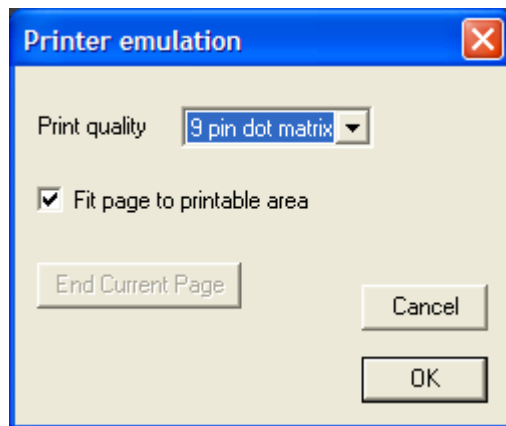 Printer emulation
Print quality 9 pin dot matrix
Fit page to printable area
End Current Page
Cancel
OK